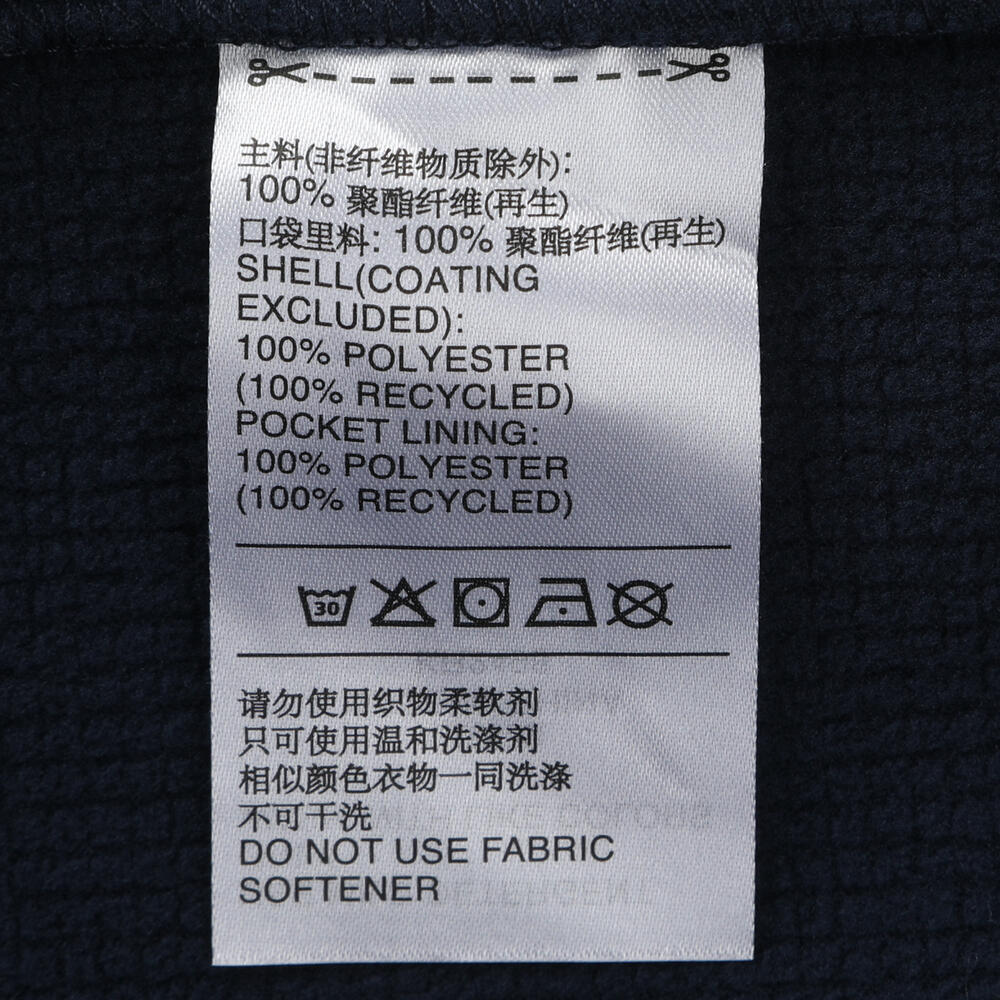 主料(非纤维物质除外):
100% 聚酯纤维(再生)
口袋里料: 100% 聚酯纤维(再生)
SHELL(COATING
EXCLUDED):
100% POLYESTER
(100% RECYCLED)
POCKET LINING:
100% POLYESTER
(100% RECYCLED)
30
请勿使用织物柔软剂
只可使用温和洗涤剂
相似颜色衣物一同洗涤
不可干洗
DO NOT USE FABRIC
SOFTENER